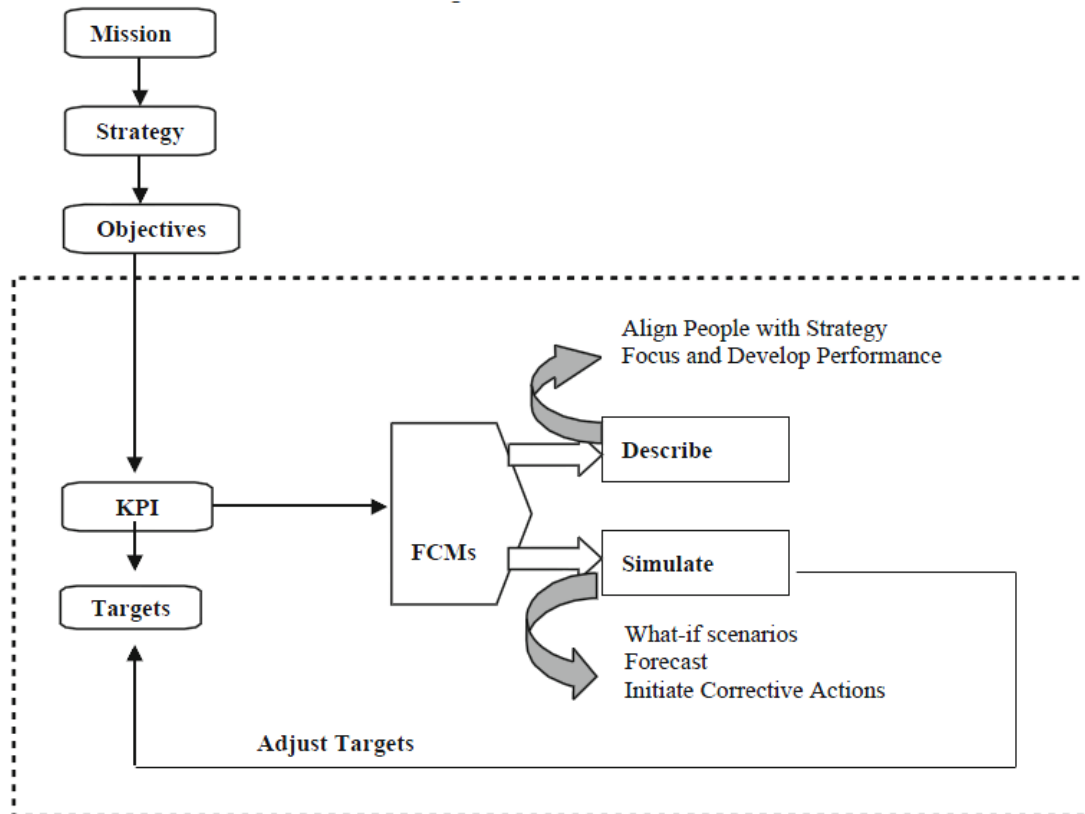 Mission
Strategy
Objectives
Align People with Strategy
Focus and Develop Performance
Describe
KPI
FCMs
Simulate
Targets
What-if scenarios
Forecast
Initiate Corrective Actions
Adjust Targets